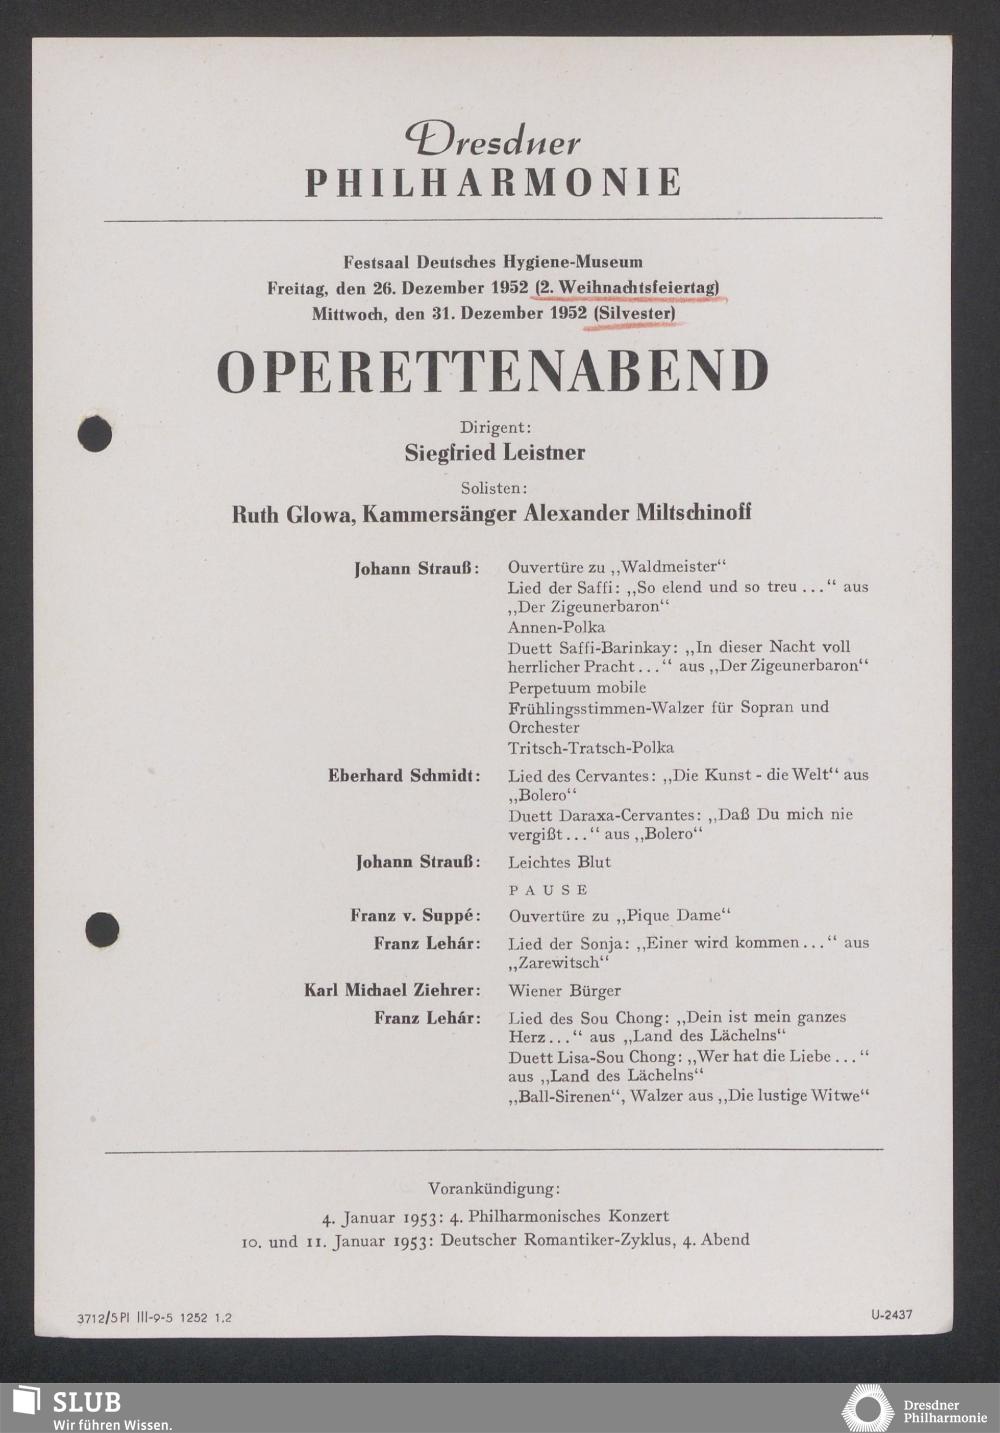 Dresdner
PHILHARMONIE
Festsaal Deutsches Hygiene-Museum
Freitag, den 26. Dezember 1952 (2. Weihnachtsfeiertag)
Mittwoch, den 31. Dezember 1952 (Silvester)
OPERETTENABEND
Dirigent:
Siegfried Leistner
Solisten:
Ruth Glowa, Kammersänger Alexander Miltschinoff
Johann Strauß: Ouvertüre zu „Waldmeister“
Lied der Saffi: „So elend und so treu ...“ aus
„Der Zigeunerbaron“
Annen-Polka
Duett Saffi-Barinkay: „In dieser Nacht voll
herrlicher Pracht ...“ aus „Der Zigeunerbaron“
Perpetuum mobile
Frühlingsstimmen-Walzer für Sopran und
Orchester
Tritsch-Tratsch-Polka
Eberhard Schmidt: Lied des Cervantes: „Die Kunst - die Welt“ aus
„Bolero“
Duett Daraxa-Cervantes: „Daß Du mich nie
vergißt ...“ aus „Bolero“
Johann Strauß: Leichtes Blut
PAUSE
Franz v. Suppé: Ouvertüre zu „Pique Dame“
Franz Lehár: Lied der Sonja: „Einer wird kommen ...“ aus
„Zarewitsch“
Karl Michael Ziehrer: Wiener Bürger
Franz Lehár: Lied des Sou Chong: „Dein ist mein ganzes
Herz ...“ aus „Land des Lächelns“
Duett Lisa-Sou Chong: „Wer hat die Liebe ...“
aus „Land des Lächelns“
„Ball-Sirenen“, Walzer aus „Die lustige Witwe“
Vorankündigung:
4. Januar 1953: 4. Philharmonisches Konzert
10. und 11. Januar 1953: Deutscher Romantiker-Zyklus, 4. Abend
3712/5 Pl III-9-5 1252 1.2
U-2437
SLUB
Wir führen Wissen.
Dresdner
Philharmonie